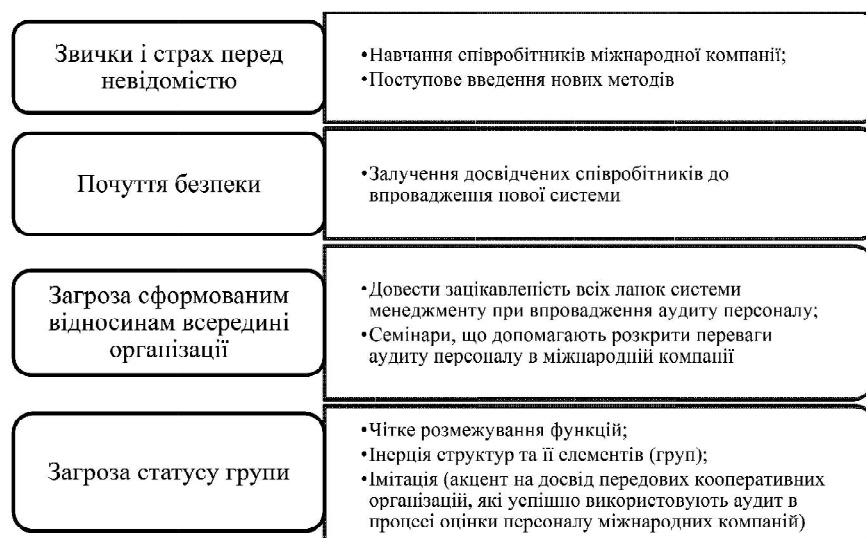 Звички і страх перед
невідомістю
•Навчання співробітників міжнародної компанії;
•Поступове введення нових методів
Почуття безпеки
•Залучення досвідчених співробітників до
впровадження нової системи
Загроза сформованим
відносинам всередині
організації
•Довести зацікавленість всіх ланок системи
менеджменту при впровадження аудиту персоналу;
•Семінари, що допомагають розкрити переваги
аудиту персоналу в міжнародній компанії
Загроза статусу групи
•Чітке розмежування функцій;
•Інерція структур та її елементів (груп);
•Імітація (акцент на досвід передових кооперативних
організацій, які успішно використовують аудит в
процесі оцінки персоналу міжнародних компаній)